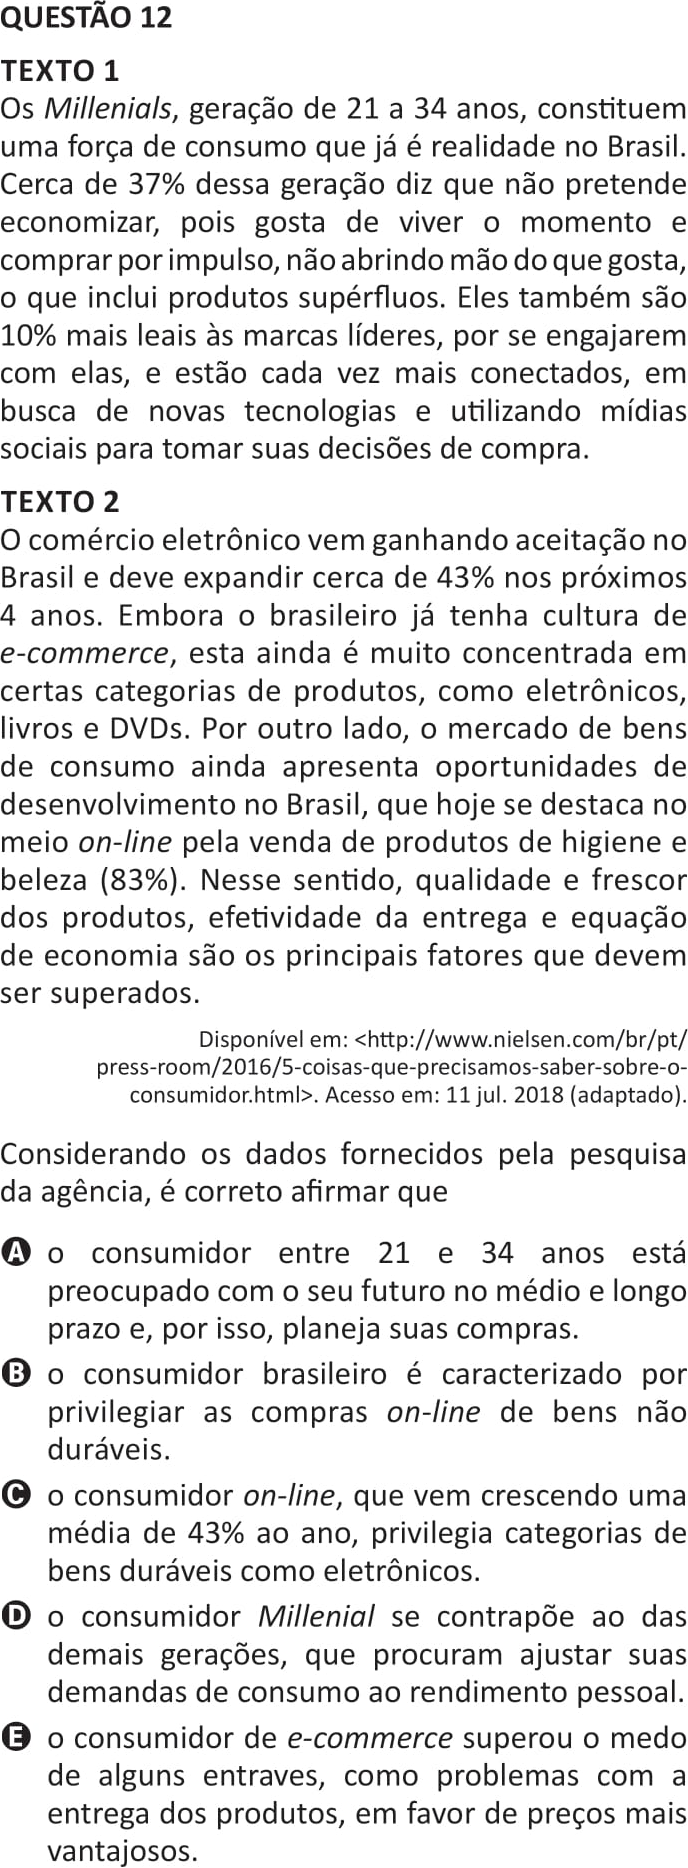 QUESTÃO 12
TEXTO 1
Os Millenials, geração de 21 a 34 anos, constituem
uma força de consumo que já é realidade no Brasil.
Cerca de 37% dessa geração diz que não pretende
economizar, pois gosta de viver o momento e
comprar por impulso, não abrindo mão do que gosta,
o que inclui produtos supérfluos. Eles também são
10% mais leais às marcas líderes, por se engajarem
com elas, e estão cada vez mais conectados, em
busca de novas tecnologias e utilizando mídias
sociais para tomar suas decisões de compra.
TEXTO 2
O comércio eletrônico vem ganhando aceitação no
Brasil e deve expandir cerca de 43% nos próximos
4 anos. Embora o brasileiro já tenha cultura de
e-commerce, esta ainda é muito concentrada em
certas categorias de produtos, como eletrônicos,
livros e DVDs. Por outro lado, o mercado de bens
de consumo ainda apresenta oportunidades de
desenvolvimento no Brasil, que hoje se destaca no
meio on-line pela venda de produtos de higiene e
beleza (83%). Nesse sentido, qualidade e frescor
dos produtos, efetividade da entrega e equação
de economia são os principais fatores que devem
ser superados.
Disponível em: <http://www.nielsen.com/br/pt/
press-room/2016/5-coisas-que-precisamos-saber-sobre-o-
consumidor.html>. Acesso em: 11 jul. 2018 (adaptado).
Considerando os dados fornecidos pela pesquisa
da agência, é correto afirmar que
A o consumidor entre 21 e 34 anos está
preocupado com o seu futuro no médio e longo
prazo e, por isso, planeja suas compras.
B o consumidor brasileiro é caracterizado por
privilegiar as compras on-line de bens não
duráveis.
C o consumidor on-line, que vem crescendo uma
média de 43% ao ano, privilegia categorias de
bens duráveis como eletrônicos.
D o consumidor Millenial se contrapõe ao das
demais gerações, que procuram ajustar suas
demandas de consumo ao rendimento pessoal.
E o consumidor de e-commerce superou o medo
de alguns entraves, como problemas com a
entrega dos produtos, em favor de preços mais
vantajosos.